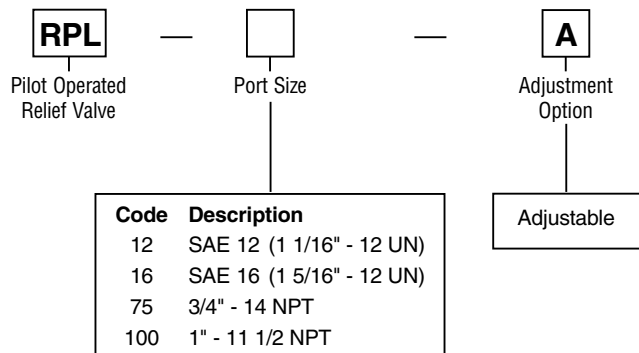 RPL — — A
Pilot Operated
Relief Valve
Port Size
Adjustment
Option
Code Description
12 SAE 12 (1 1/16" - 12 UN)
16 SAE 16 (1 5/16" - 12 UN)
75 3/4" - 14 NPT
100 1" - 11 1/2 NPT
Adjustable